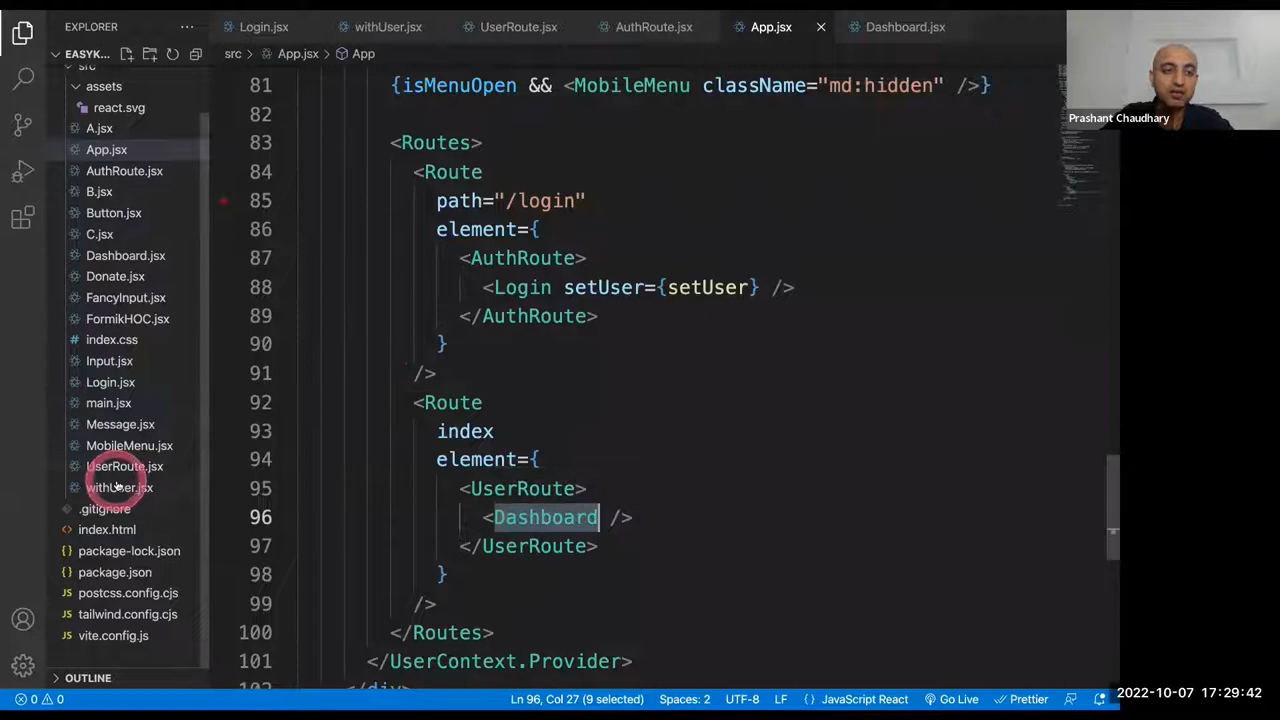 EXPLORER
Login.jsx
withUser.jsx
UserRoute.jsx
AuthRoute.jsx
App.jsx
Dashboard.jsx
EASYK...
src > App.jsx > App
src
assets
react.svg
A.jsx
App.jsx
AuthRoute.jsx
B.jsx
Button.jsx
C.jsx
Dashboard.jsx
Donate.jsx
FancyInput.jsx
FormikHOC.jsx
index.css
Input.jsx
Login.jsx
main.jsx
Message.jsx
MobileMenu.jsx
UserRoute.jsx
withUser.jsx
.gitignore
index.html
package-lock.json
package.json
postcss.config.cjs
tailwind.config.cjs
vite.config.js
OUTLINE
81 {isMenuOpen && <MobileMenu className="md:hidden" />}
82
83 <Routes>
84 <Route
85 path="/login"
86 element={
87 <AuthRoute>
88 <Login setUser={setUser} />
89 </AuthRoute>
90 }
91 />
92 <Route
93 index
94 element={
95 <UserRoute>
96 <Dashboard />
97 </UserRoute>
98 }
99 />
100 </Routes>
101 </UserContext.Provider>
102 </div>
Prashant Chaudhary
0 0
Ln 96, Col 27 (9 selected)
Spaces: 2
UTF-8
LF
{} JavaScript React
Go Live
Prettier
2022-10-07 17:29:42